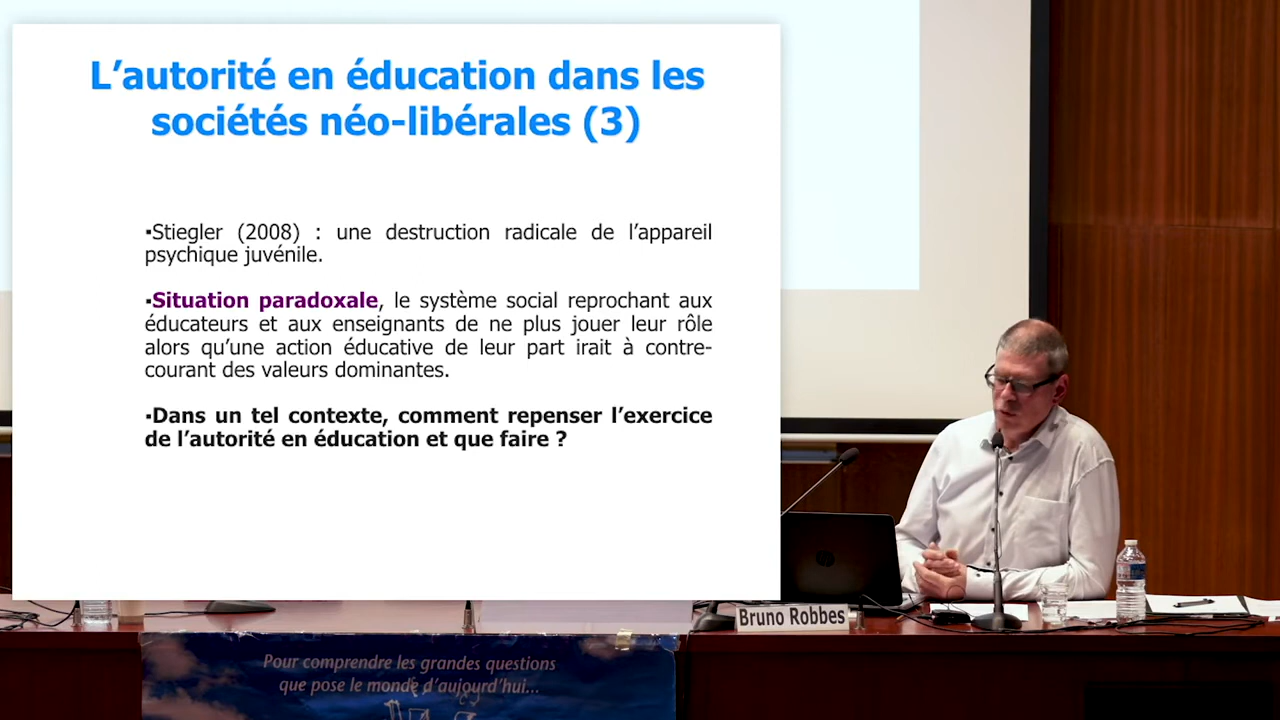 L’autorité en éducation dans les
sociétés néo-libérales (3)
▪Stiegler (2008) : une destruction radicale de l’appareil
psychique juvénile.
▪Situation paradoxale, le système social reprochant aux
éducateurs et aux enseignants de ne plus jouer leur rôle
alors qu’une action éducative de leur part irait à contre-
courant des valeurs dominantes.
▪Dans un tel contexte, comment repenser l’exercice
de l’autorité en éducation et que faire ?
Bruno Robbes
Pour comprendre les grandes questions
que pose le monde d’aujourd’hui...